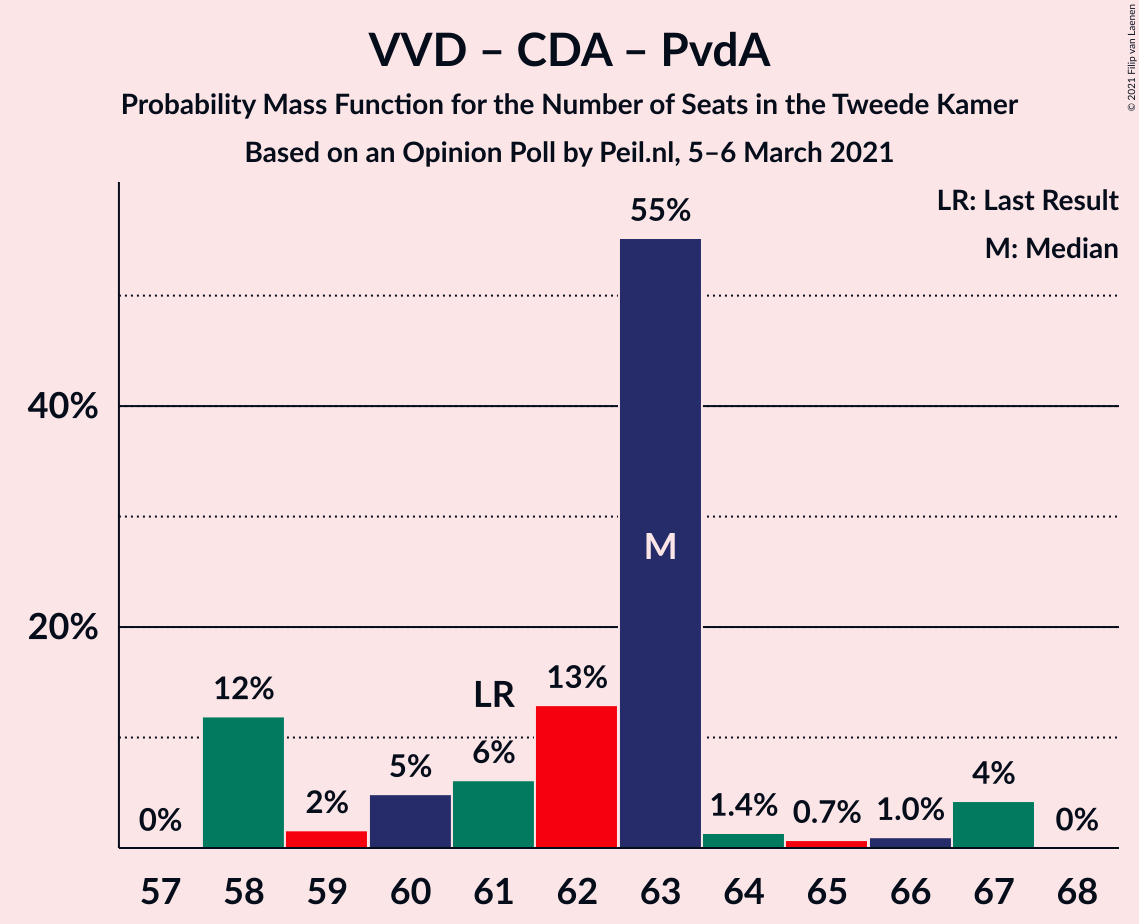 VVD – CDA – PvdA
Probability Mass Function for the Number of Seats in the Tweede Kamer
Based on an Opinion Poll by Peil.nl, 5–6 March 2021
© 2021 Filip van Laenen
LR: Last Result
M: Median
55%
40%
M
20%
12%
LR
13%
0%
2%
5%
6%
1.4%
0.7%
1.0%
4%
0%
57 58 59 60 61 62 63 64 65 66 67 68